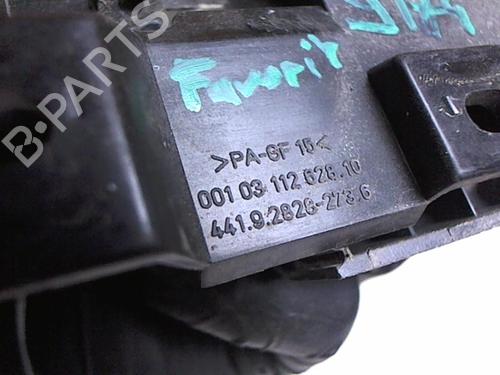 B-PARTS
Favorit
>PA-GF 15<
001 03 112 528.10
441.9.2828-273.6